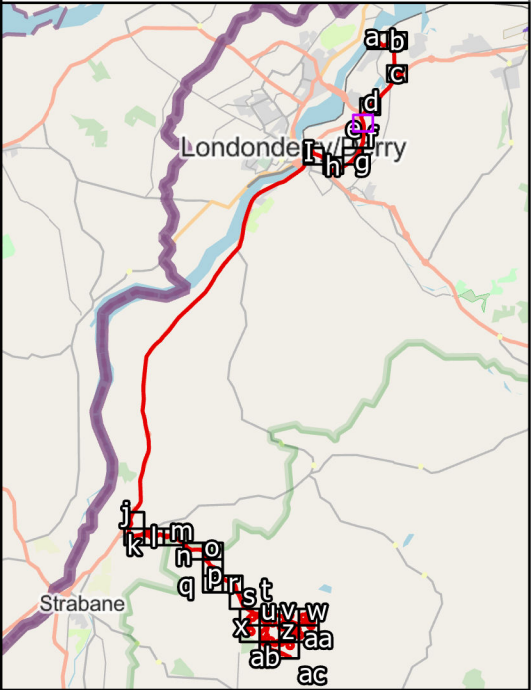 a b
c
d
e f
Londonderry/Derry
I h g
j
k l m
n o
p
q r
s t
u v w
x z aa
ab
ac
Strabane